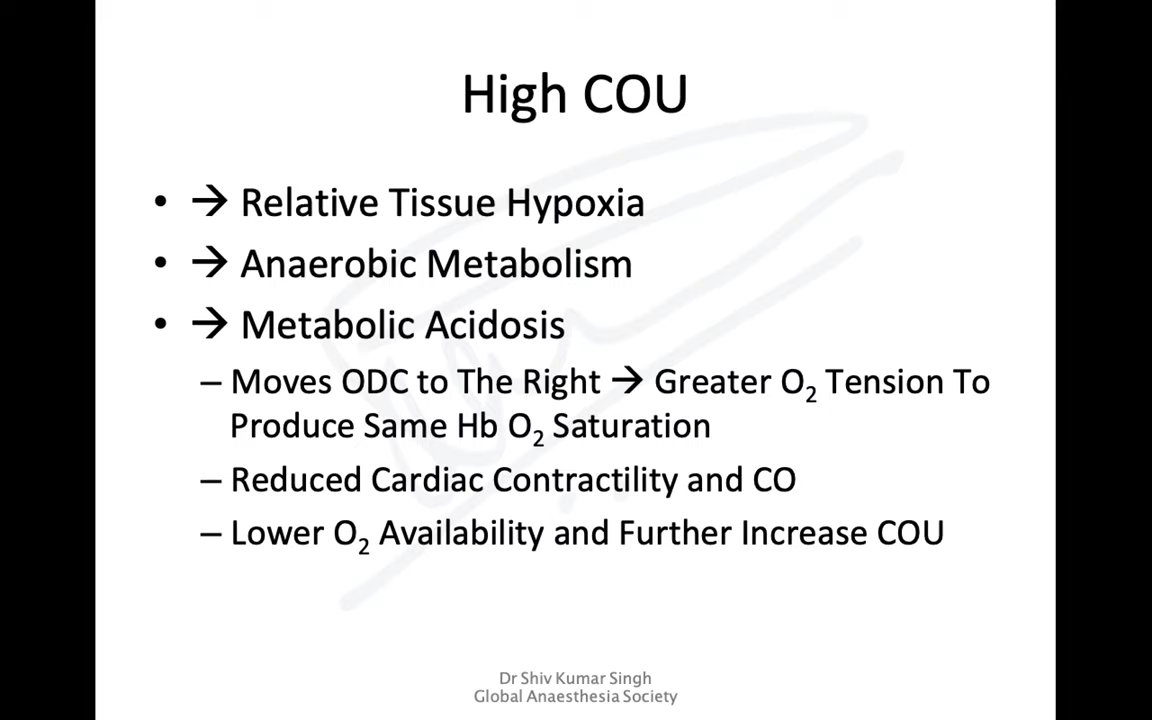 High COU
• → Relative Tissue Hypoxia
• → Anaerobic Metabolism
• → Metabolic Acidosis
– Moves ODC to The Right → Greater O₂ Tension To
Produce Same Hb O₂ Saturation
– Reduced Cardiac Contractility and CO
– Lower O₂ Availability and Further Increase COU
Dr Shiv Kumar Singh
Global Anaesthesia Society